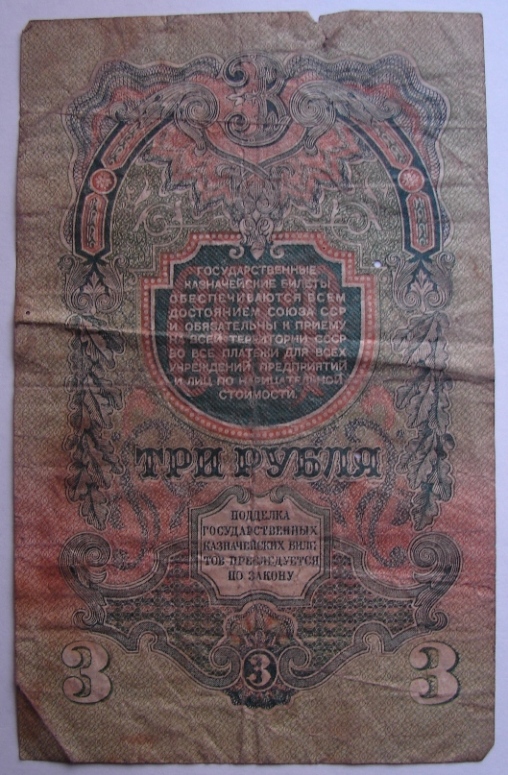 3
ГОСУДАРСТВЕННЫЕ
КАЗНАЧЕЙСКИЕ БИЛЕТЫ
ОБЕСПЕЧИВАЮТСЯ ВСЕМ
ДОСТОЯНИЕМ СОЮЗА ССР
И ОБЯЗАТЕЛЬНЫ К ПРИЕМУ
НА ВСЕЙ ТЕРРИТОРИИ СССР
ВО ВСЕ ПЛАТЕЖИ ДЛЯ ВСЕХ
УЧРЕЖДЕНИЙ ПРЕДПРИЯТИЙ
И ЛИЦ ПО НАРИЦАТЕЛЬНОЙ
СТОИМОСТИ.
ТРИ РУБЛЯ
ПОДДЕЛКА
ГОСУДАРСТВЕННЫХ
КАЗНАЧЕЙСКИХ БИЛЕ-
ТОВ ПРЕСЛЕДУЕТСЯ
ПО ЗАКОНУ
3 3 3